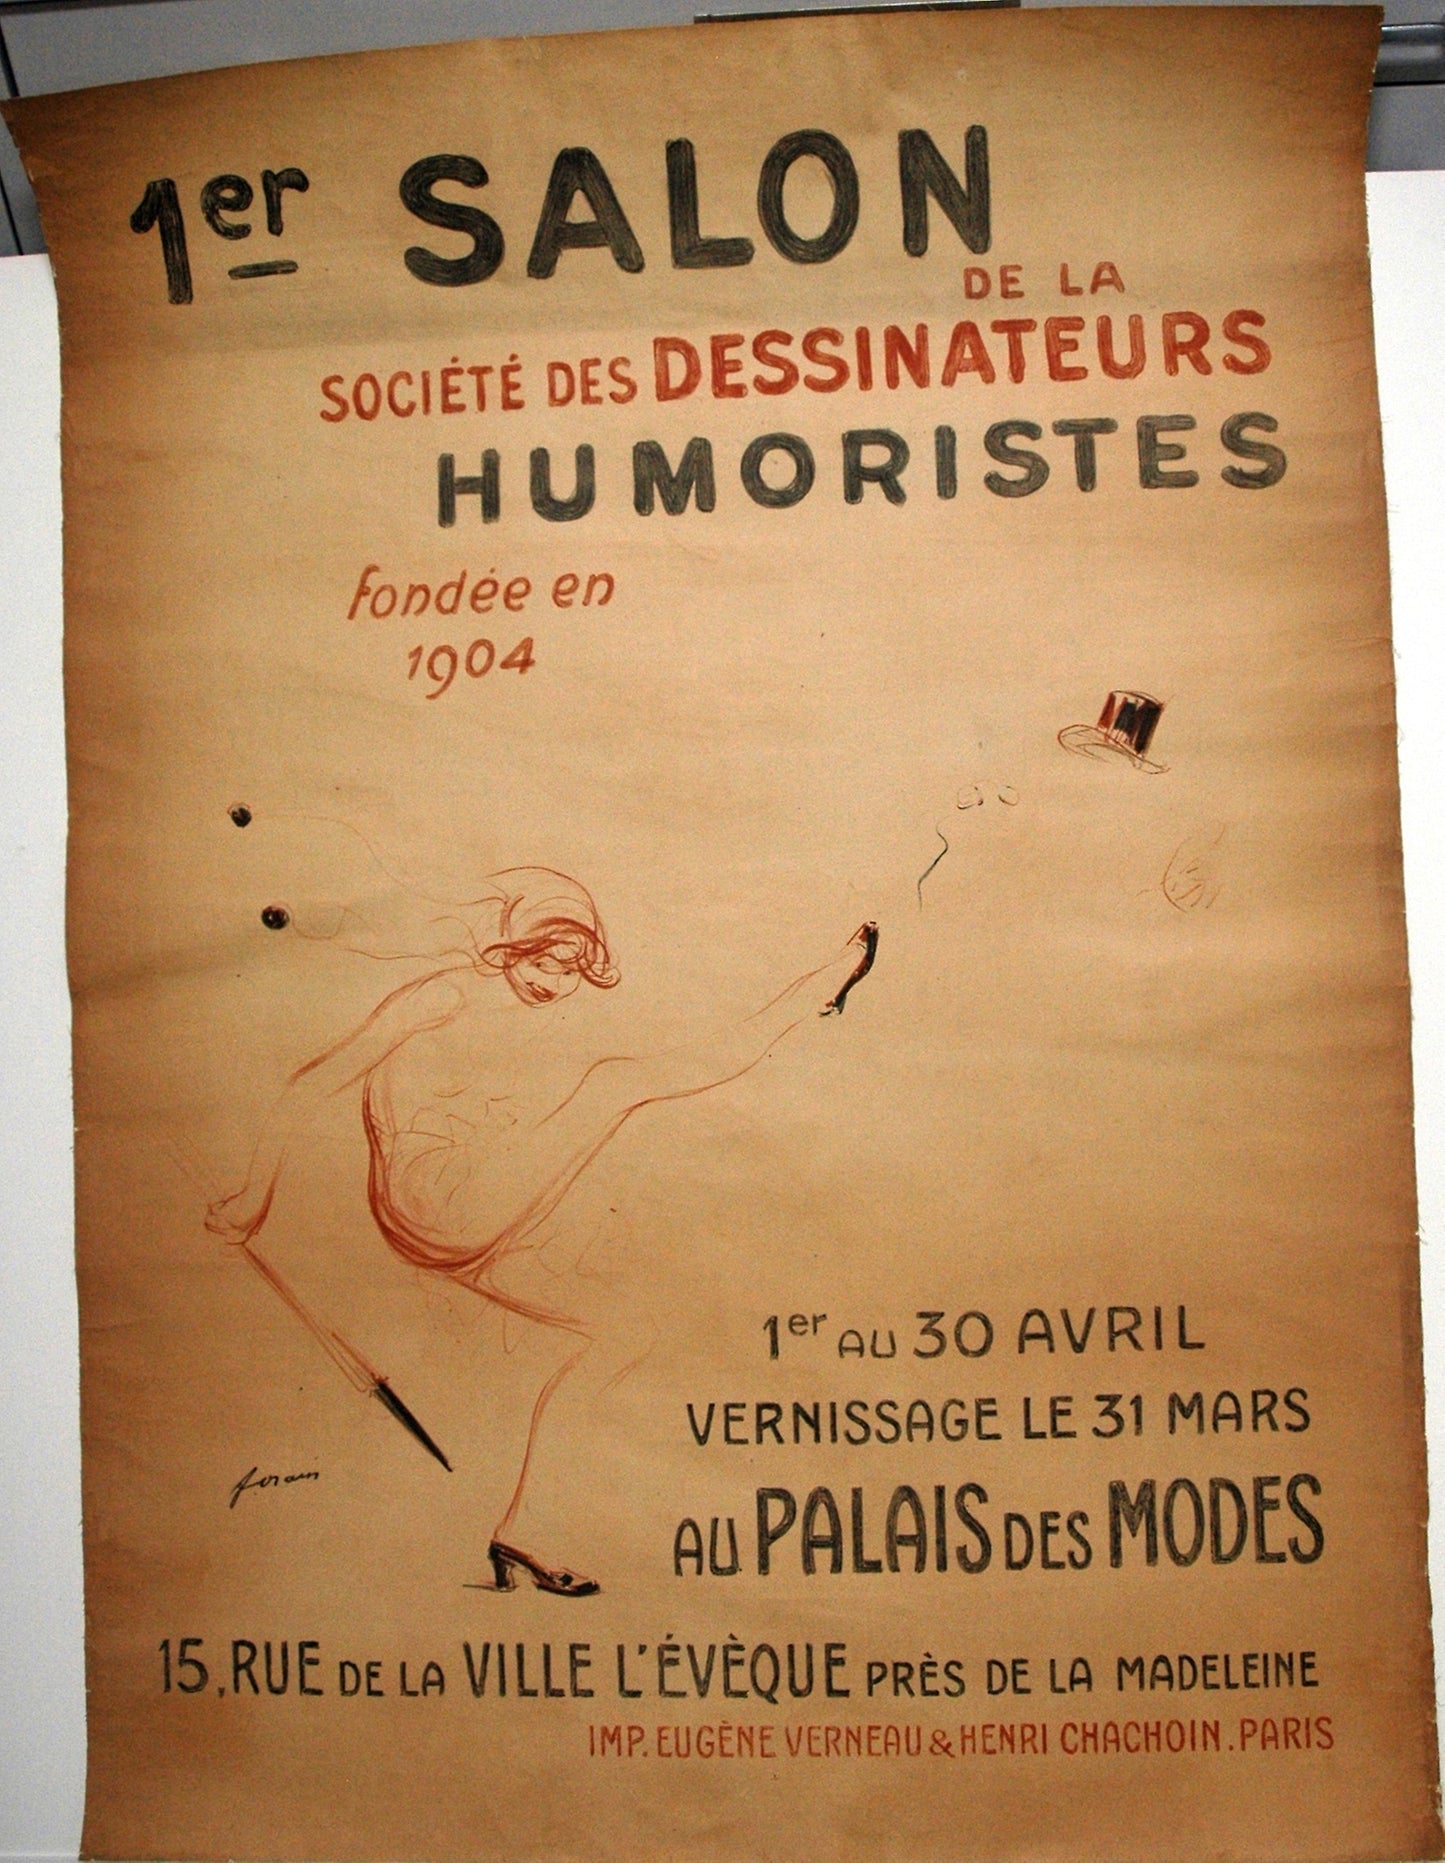 1er SALON
DE LA
SOCIÉTÉ DES DESSINATEURS
HUMORISTES
fondée en
1904
1er AU 30 AVRIL
VERNISSAGE LE 31 MARS
AU PALAIS DES MODES
forain
15, RUE DE LA VILLE L'ÉVÈQUE PRÈS DE LA MADELEINE
IMP. EUGÈNE VERNEAU & HENRI CHACHOIN. PARIS